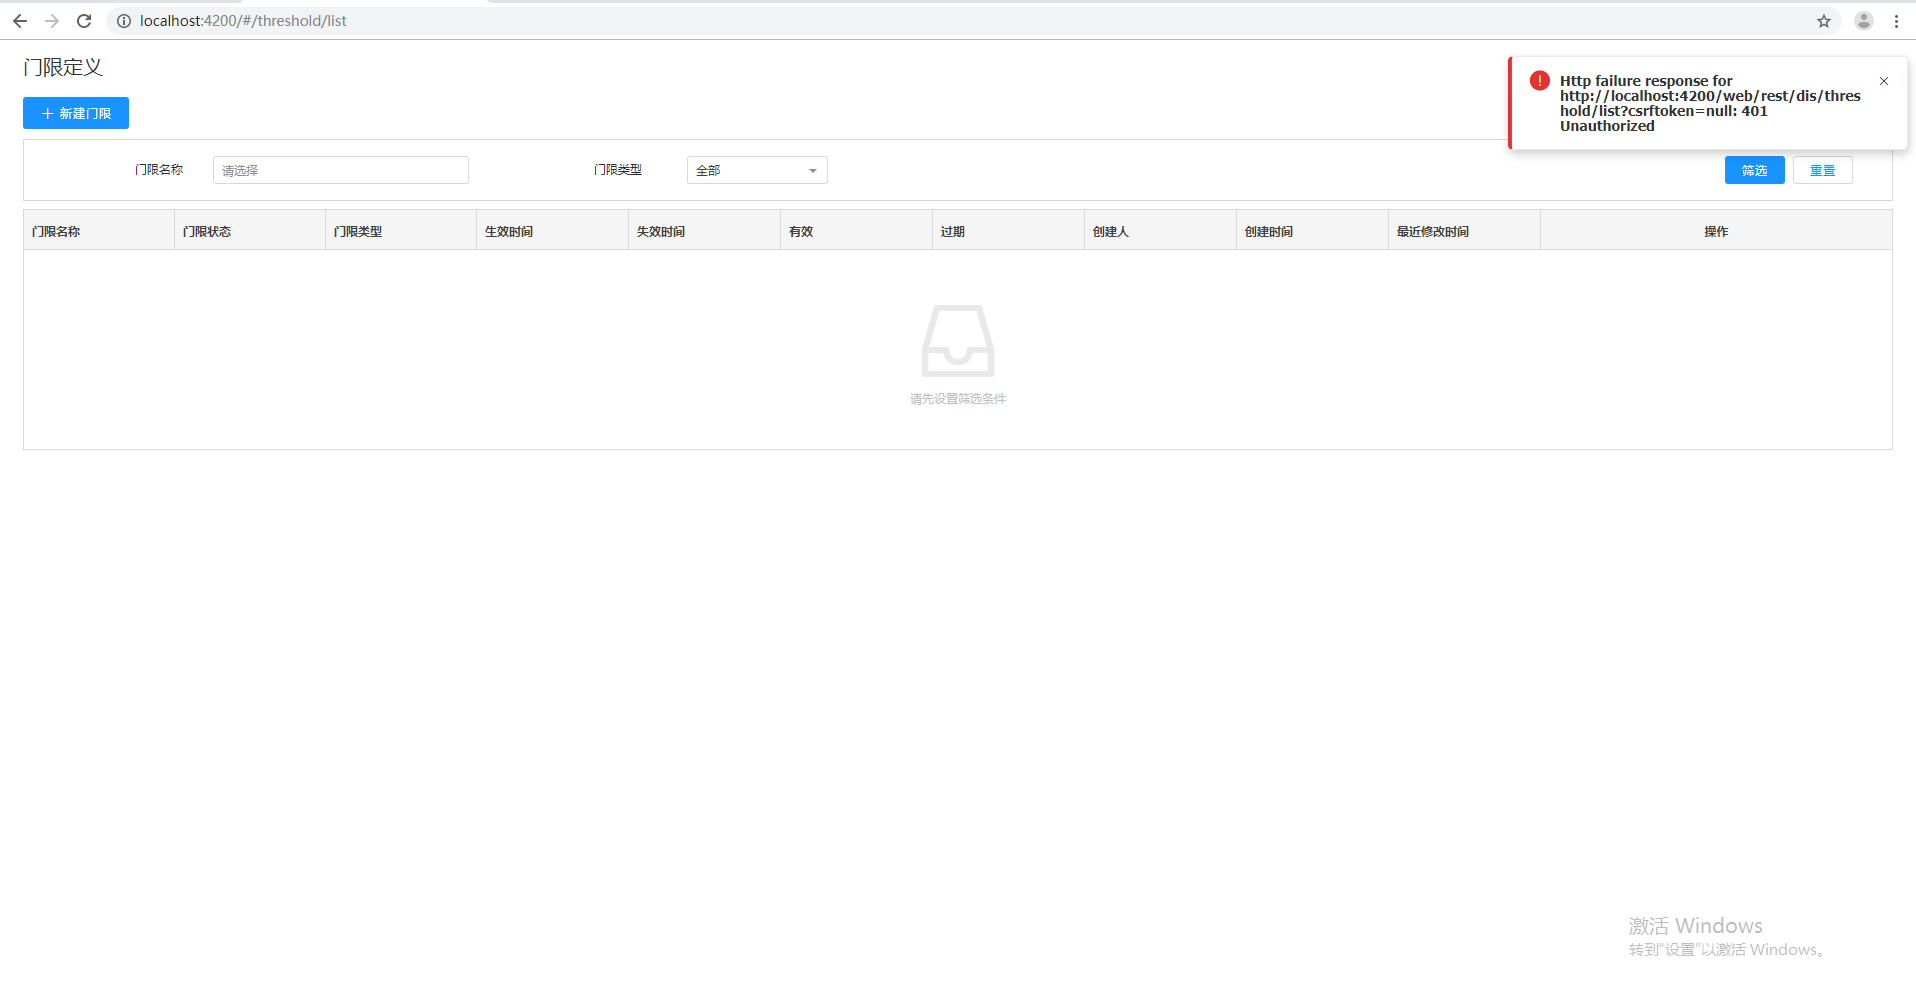 localhost:4200/#/threshold/list
门限定义
Http failure response for
http://localhost:4200/web/rest/dis/thres
hold/list?csrftoken=null: 401
Unauthorized
新建门限
门限名称 请选择 门限类型 全部 筛选 重置
门限名称 门限状态 门限类型 生效时间 失效时间 有效 过期 创建人 创建时间 最近修改时间 操作
请先设置筛选条件
激活 Windows
转到“设置”以激活 Windows。